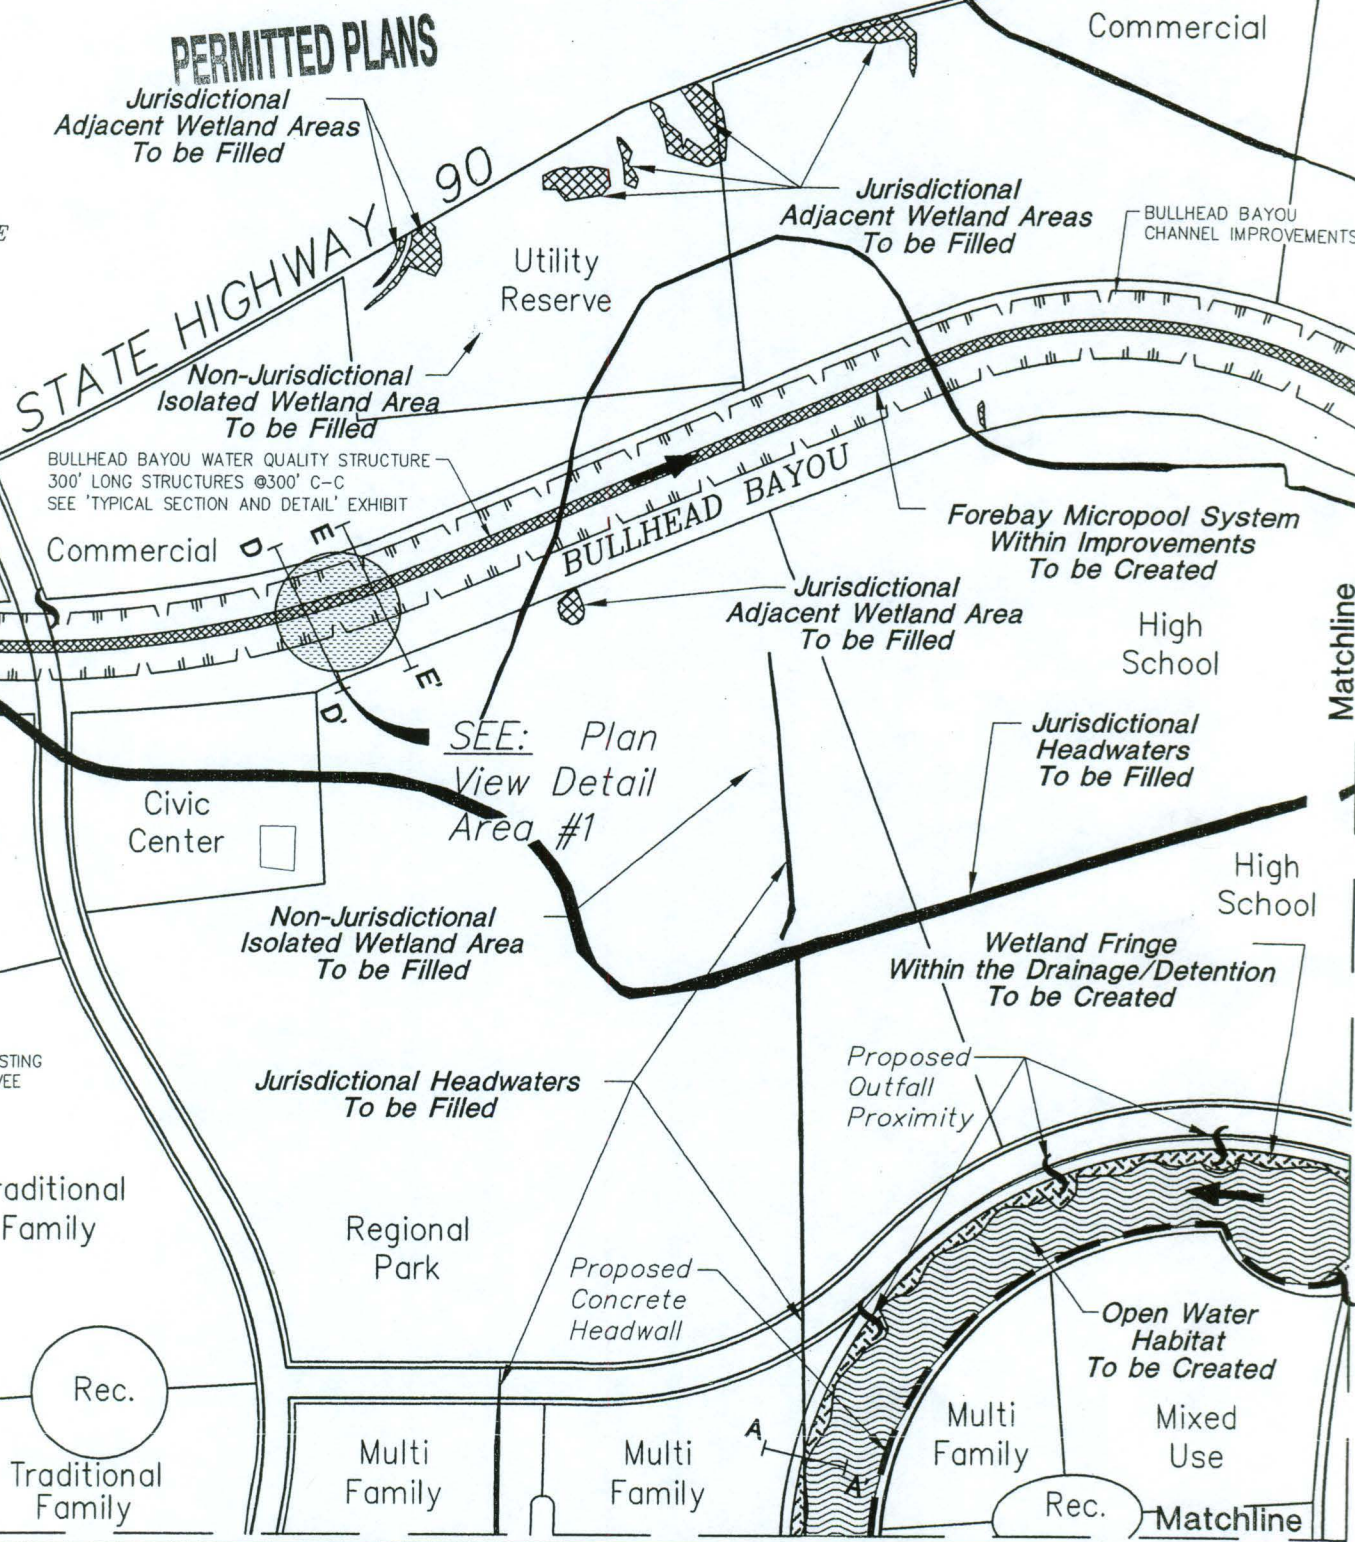 PERMITTED PLANS
Commercial
Jurisdictional
Adjacent Wetland Areas
To be Filled
STATE HIGHWAY 90
Jurisdictional
Adjacent Wetland Areas
To be Filled
BULLHEAD BAYOU
CHANNEL IMPROVEMENTS
Utility
Reserve
Non-Jurisdictional
Isolated Wetland Area
To be Filled
BULLHEAD BAYOU WATER QUALITY STRUCTURE
300' LONG STRUCTURES @300' C-C
SEE 'TYPICAL SECTION AND DETAIL' EXHIBIT
Commercial
D
E
BULLHEAD BAYOU
Forebay Micropool System
Within Improvements
To be Created
Jurisdictional
Adjacent Wetland Area
To be Filled
High
School
Matchline
E'
D'
SEE: Plan
View Detail
Area #1
Jurisdictional
Headwaters
To be Filled
Civic
Center
High
School
Non-Jurisdictional
Isolated Wetland Area
To be Filled
Wetland Fringe
Within the Drainage/Detention
To be Created
STING
VEE
Proposed
Outfall
Proximity
Jurisdictional Headwaters
To be Filled
raditional
Family
Regional
Park
Proposed
Concrete
Headwall
Open Water
Habitat
To be Created
Rec.
Multi
Family
Mixed
Use
A
A'
Traditional
Family
Multi
Family
Multi
Family
Rec.
Matchline